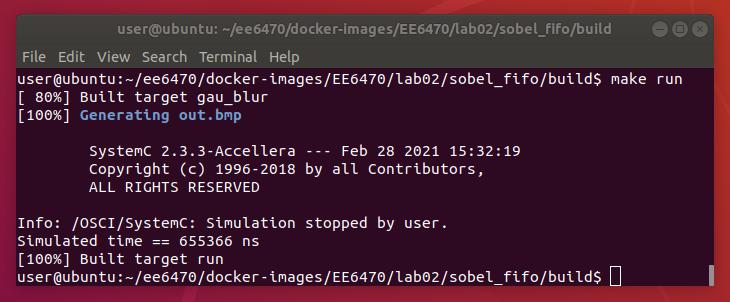 user@ubuntu: ~/ee6470/docker-images/EE6470/lab02/sobel_fifo/build
File Edit View Search Terminal Help
user@ubuntu:~/ee6470/docker-images/EE6470/lab02/sobel_fifo/build$ make run
[ 80%] Built target gau_blur
[100%] Generating out.bmp
SystemC 2.3.3-Accellera --- Feb 28 2021 15:32:19
Copyright (c) 1996-2018 by all Contributors,
ALL RIGHTS RESERVED
Info: /OSCI/SystemC: Simulation stopped by user.
Simulated time == 655366 ns
[100%] Built target run
user@ubuntu:~/ee6470/docker-images/EE6470/lab02/sobel_fifo/build$